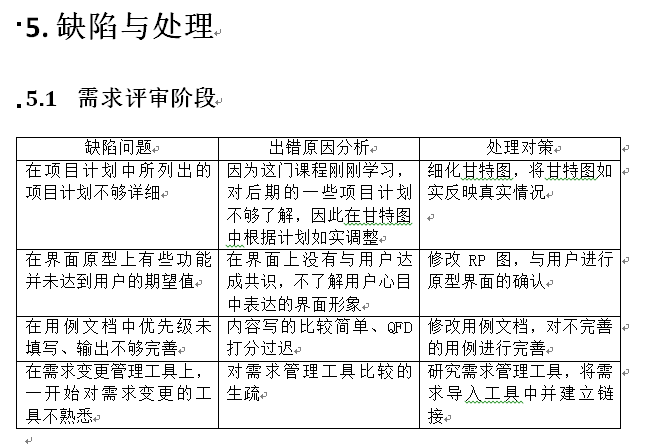 5. 缺陷与处理
5.1 需求评审阶段
缺陷问题
出错原因分析
处理对策
在项目计划中所列出的
项目计划不够详细
因为这门课程刚刚学习，
对后期的一些项目计划
不够了解，因此在甘特图
中根据计划如实调整
细化甘特图，将甘特图如
实反映真实情况
在界面原型上有些功能
并未达到用户的期望值
在界面上没有与用户达
成共识，不了解用户心目
中表达的界面形象
修改 RP 图，与用户进行
原型界面的确认
在用例文档中优先级未
填写、输出不够完善
内容写的比较简单、QFD
打分过迟
修改用例文档，对不完善
的用例进行完善
在需求变更管理工具上，
一开始对需求变更的工
具不熟悉
对需求管理工具比较的
生疏
研究需求管理工具，将需
求导入工具中并建立链
接